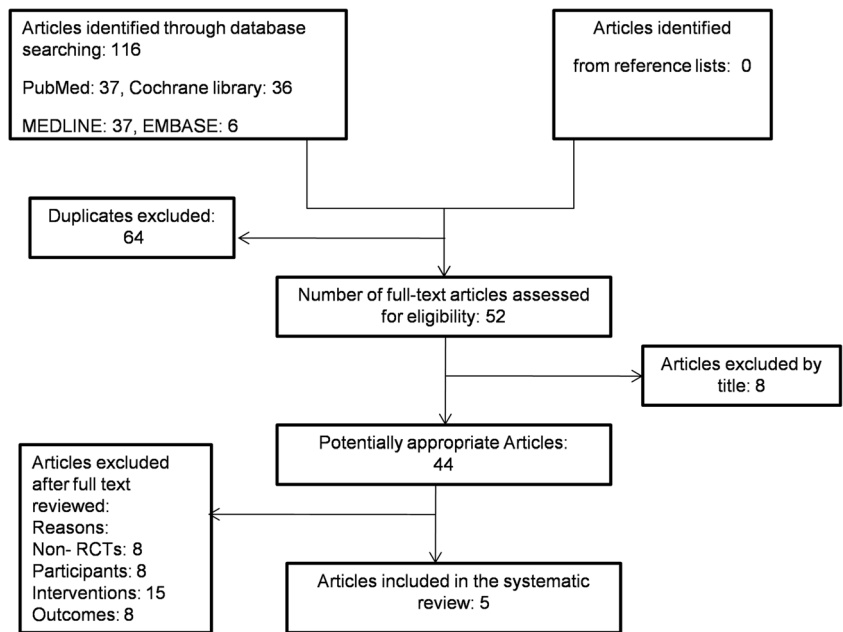 Articles identified through database
searching: 116
PubMed: 37, Cochrane library: 36
MEDLINE: 37, EMBASE: 6
Articles identified
from reference lists: 0
Duplicates excluded:
64
Number of full-text articles assessed
for eligibility: 52
Articles excluded by
title: 8
Potentially appropriate Articles:
44
Articles excluded
after full text
reviewed:
Reasons:
Non- RCTs: 8
Participants: 8
Interventions: 15
Outcomes: 8
Articles included in the systematic
review: 5